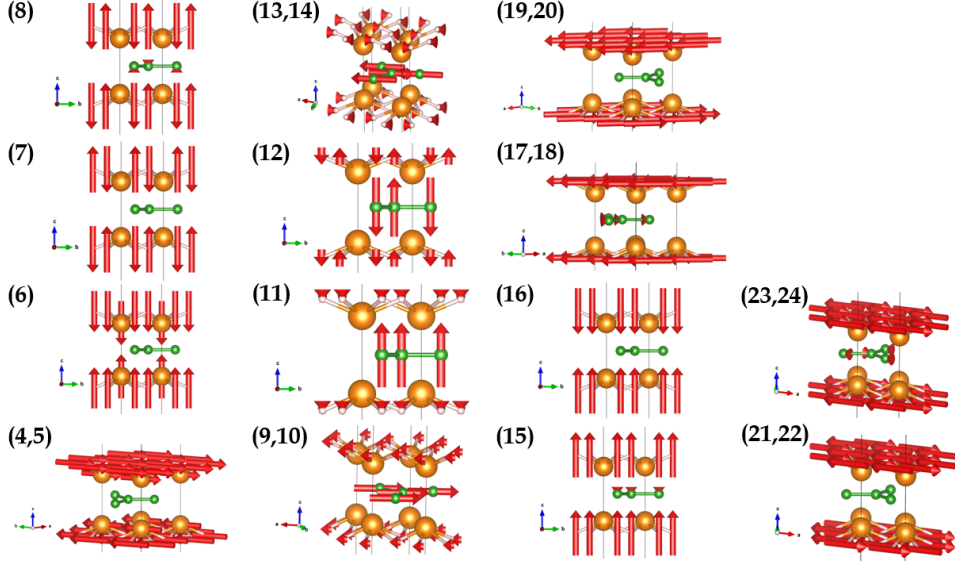 (8)
(13,14)
(19,20)
(7)
(12)
(17,18)
(6)
(11)
(16)
(23,24)
(4,5)
(9,10)
(15)
(21,22)
c
b
c
a
c
a
c
b
c
b
c
b
a
c
b
c
b
c
b
c
a
c
b
c
a
c
b
c
a